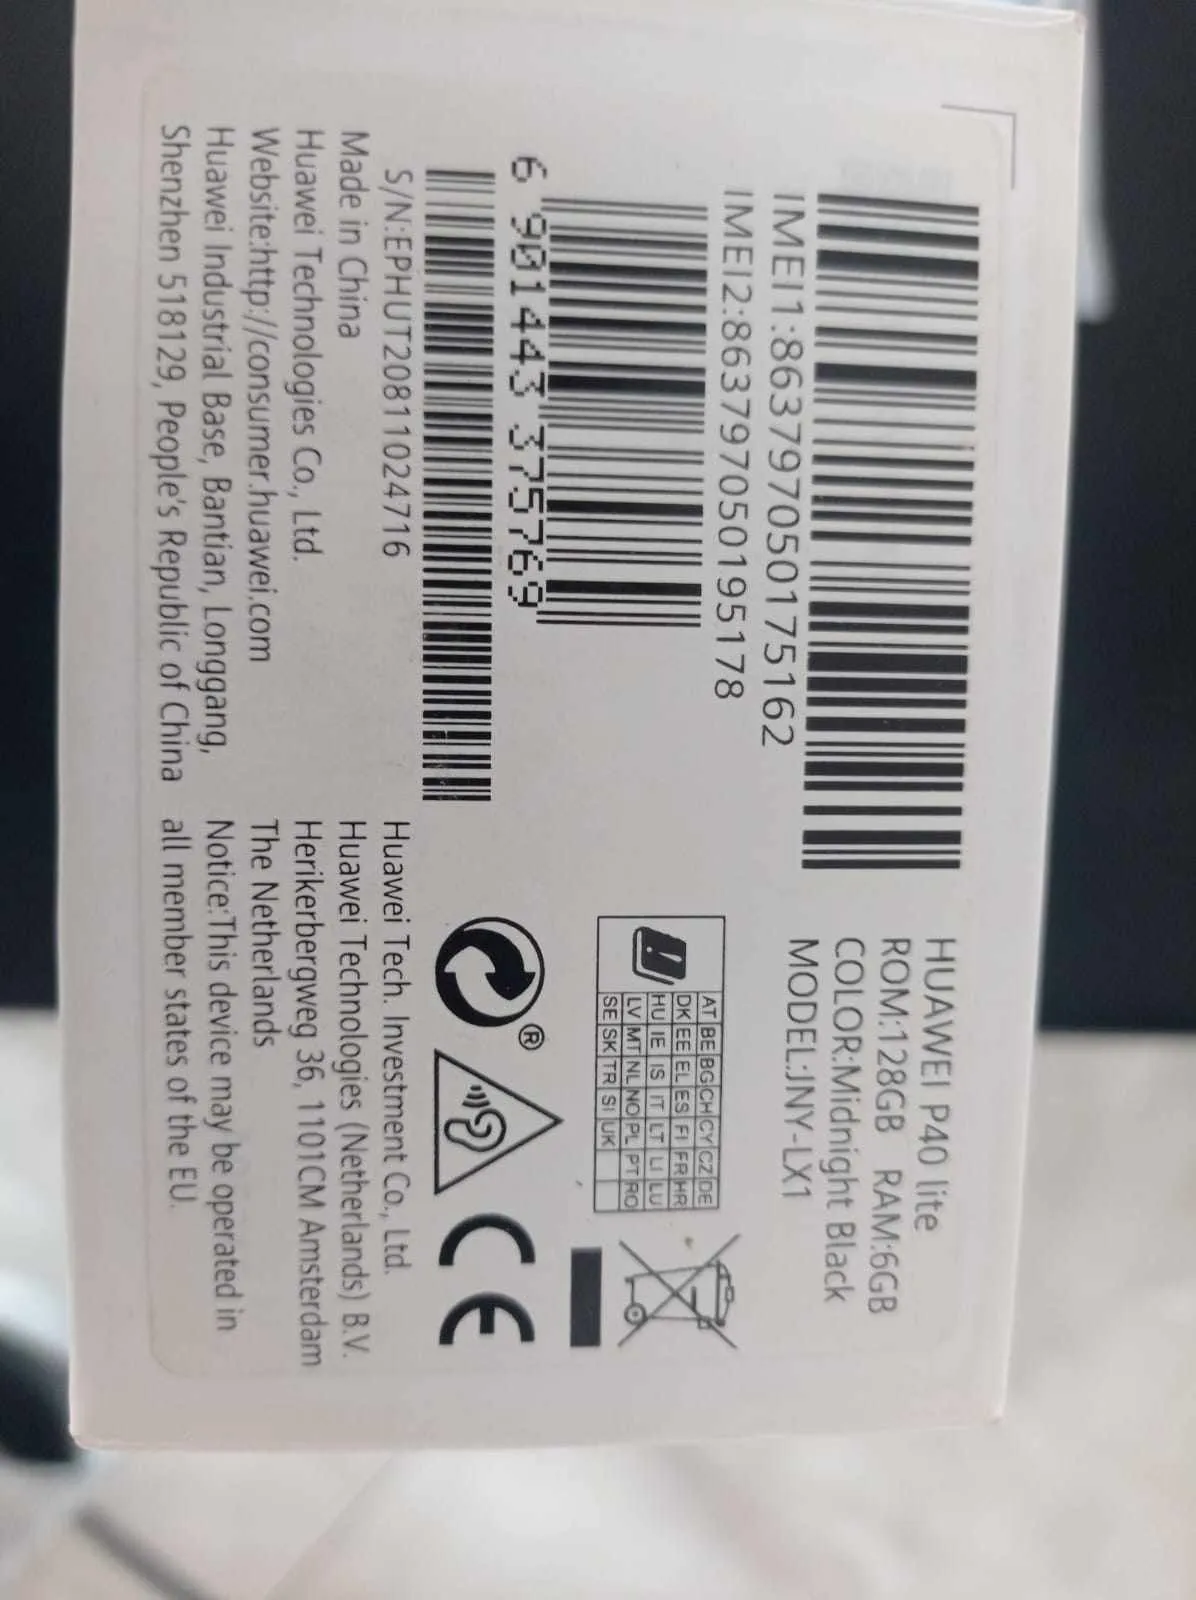 HUAWEI P40 lite
ROM:128GB RAM:6GB
COLOR:Midnight Black
MODEL:JNY-LX1
IMEI1:863797050175162
IMEI2:863797050195178
6 901443 375769
AT BE BG CH CY CZ DE
DK EE EL ES FI FR HR
HU IE IS IT LT LI LU
LV MT NL NO PL PT RO
SE SK TR SI UK
S/N:EPHUT20811024716
Made in China
Huawei Technologies Co., Ltd.
Website:http://consumer.huawei.com
Huawei Industrial Base, Bantian, Longgang,
Shenzhen 518129, People's Republic of China
®
CE
Huawei Tech. Investment Co., Ltd.
Huawei Technologies (Netherlands) B.V.
Herikerbergweg 36, 1101CM Amsterdam
The Netherlands
Notice:This device may be operated in
all member states of the EU.